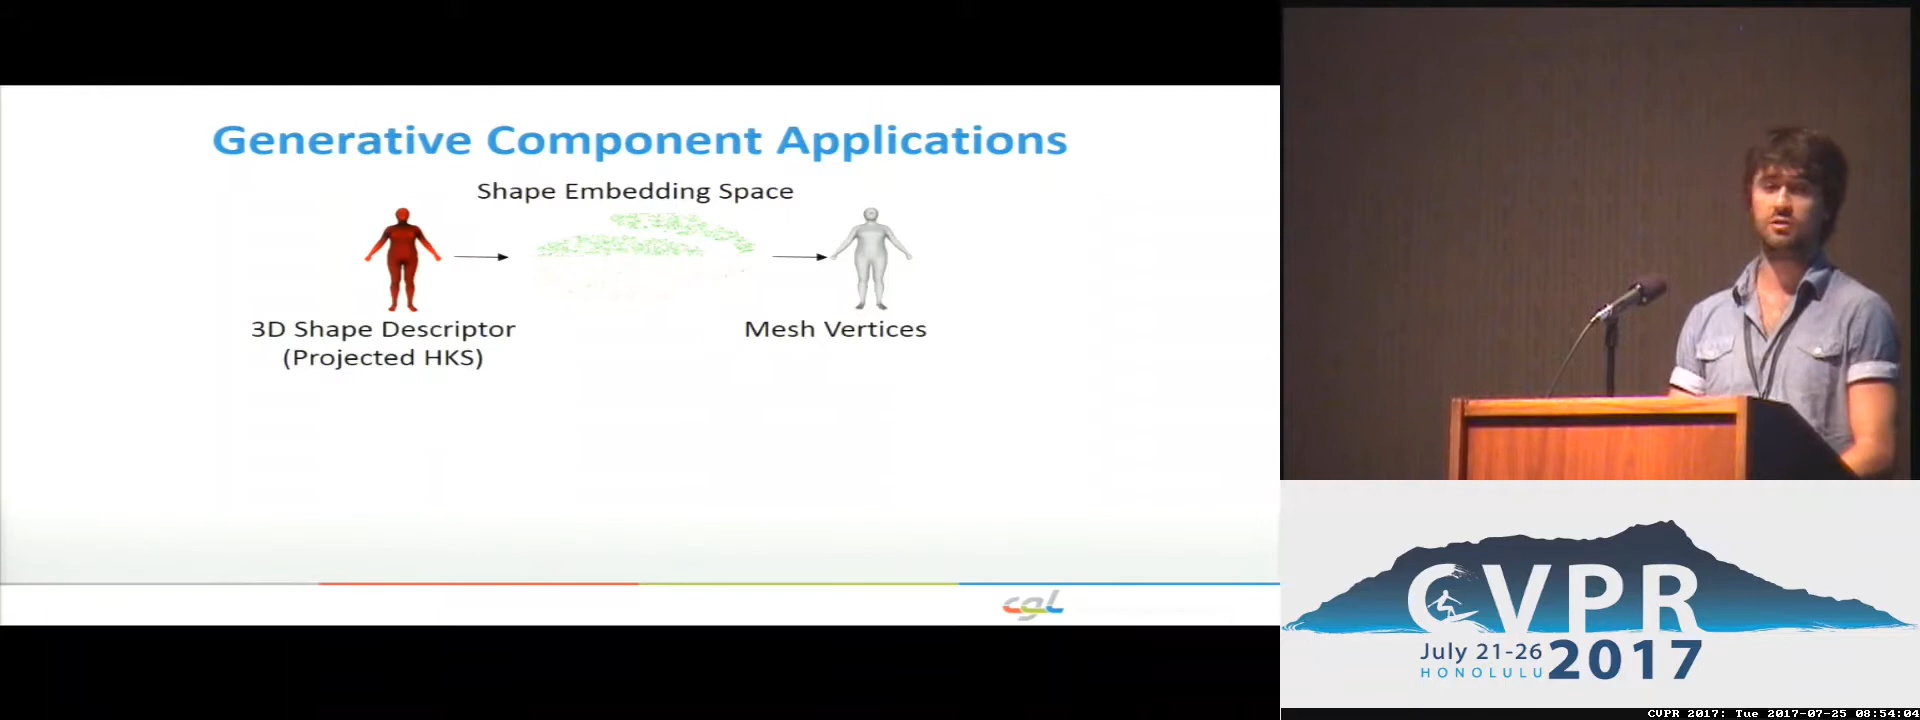 Generative Component Applications
Shape Embedding Space
3D Shape Descriptor
(Projected HKS)
Mesh Vertices
cgl
CVPR
July 21-26
HONOLULU
2017
CVPR 2017: Tue 2017-07-25 08:54:04